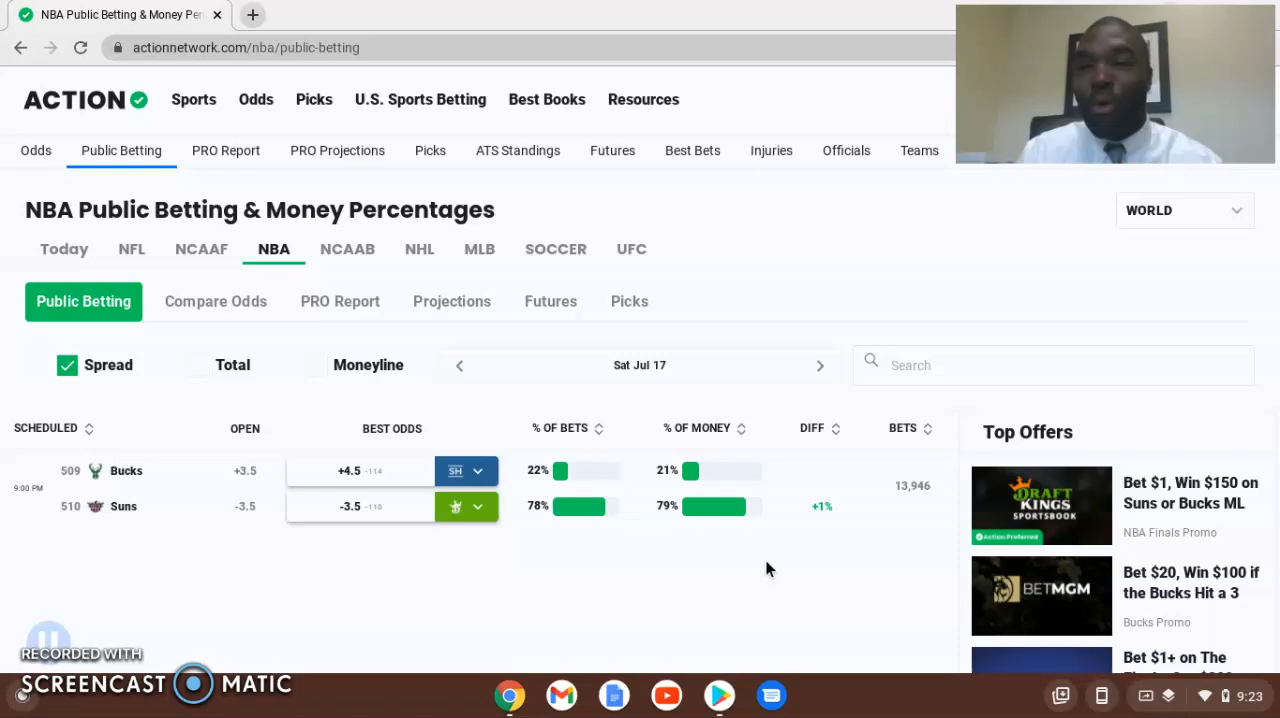 NBA Public Betting & Money Per
actionnetwork.com/nba/public-betting
ACTION Sports Odds Picks U.S. Sports Betting Best Books Resources
Odds Public Betting PRO Report PRO Projections Picks ATS Standings Futures Best Bets Injuries Officials Teams
NBA Public Betting & Money Percentages
WORLD
Today NFL NCAAF NBA NCAAB NHL MLB SOCCER UFC
Public Betting Compare Odds PRO Report Projections Futures Picks
Spread Total Moneyline Sat Jul 17 Search
SCHEDULED OPEN BEST ODDS % OF BETS % OF MONEY DIFF BETS
509 Bucks +3.5 +4.5 -114 SH 22% 21%
9:00 PM 13,946
510 Suns -3.5 -3.5 -110 78% 79% +1%
Top Offers
DRAFT KINGS SPORTSBOOK
Action Preferred
Bet $1, Win $150 on
Suns or Bucks ML
NBA Finals Promo
BETMGM
Bet $20, Win $100 if
the Bucks Hit a 3
Bucks Promo
Bet $1+ on The
RECORDED WITH
SCREENCAST MATIC
9:23